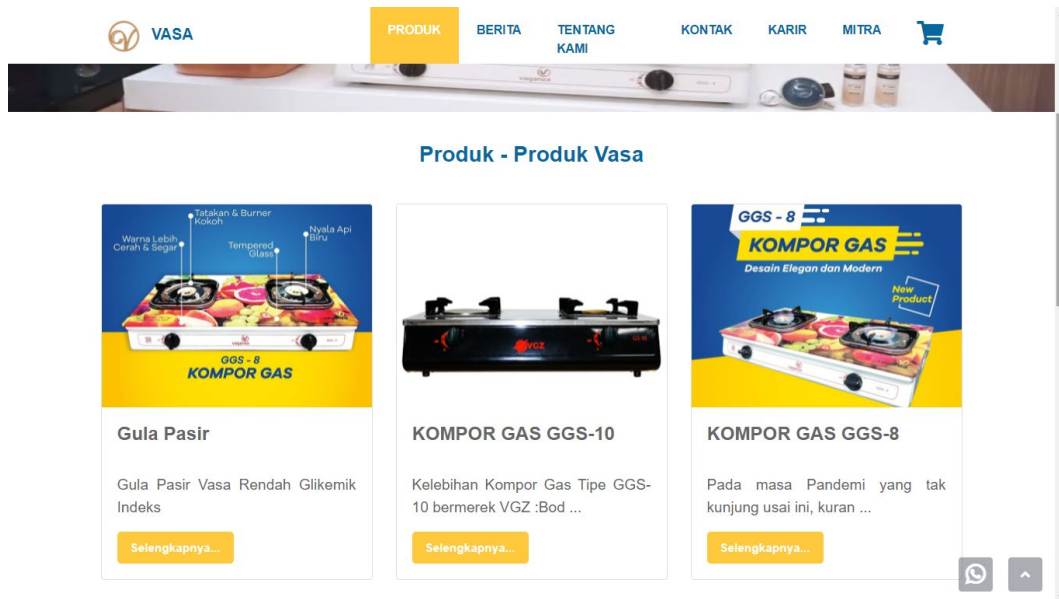 VASA
PRODUK
BERITA
TENTANG
KAMI
KONTAK
KARIR
MITRA
vaganza
Produk - Produk Vasa
Tatakan & Burner
Kokoh
Warna Lebih
Cerah & Segar
Tempered
Glass
Nyala Api
Biru
GGS - 8
KOMPOR GAS
VGZ
GGS - 8
KOMPOR GAS
Desain Elegan dan Modern
New
Product
Gula Pasir
Gula Pasir Vasa Rendah Glikemik
Indeks
Selengkapnya...
KOMPOR GAS GGS-10
Kelebihan Kompor Gas Tipe GGS-
10 bermerek VGZ :Bod ...
Selengkapnya...
KOMPOR GAS GGS-8
Pada masa Pandemi yang tak
kunjung usai ini, kuran ...
Selengkapnya...